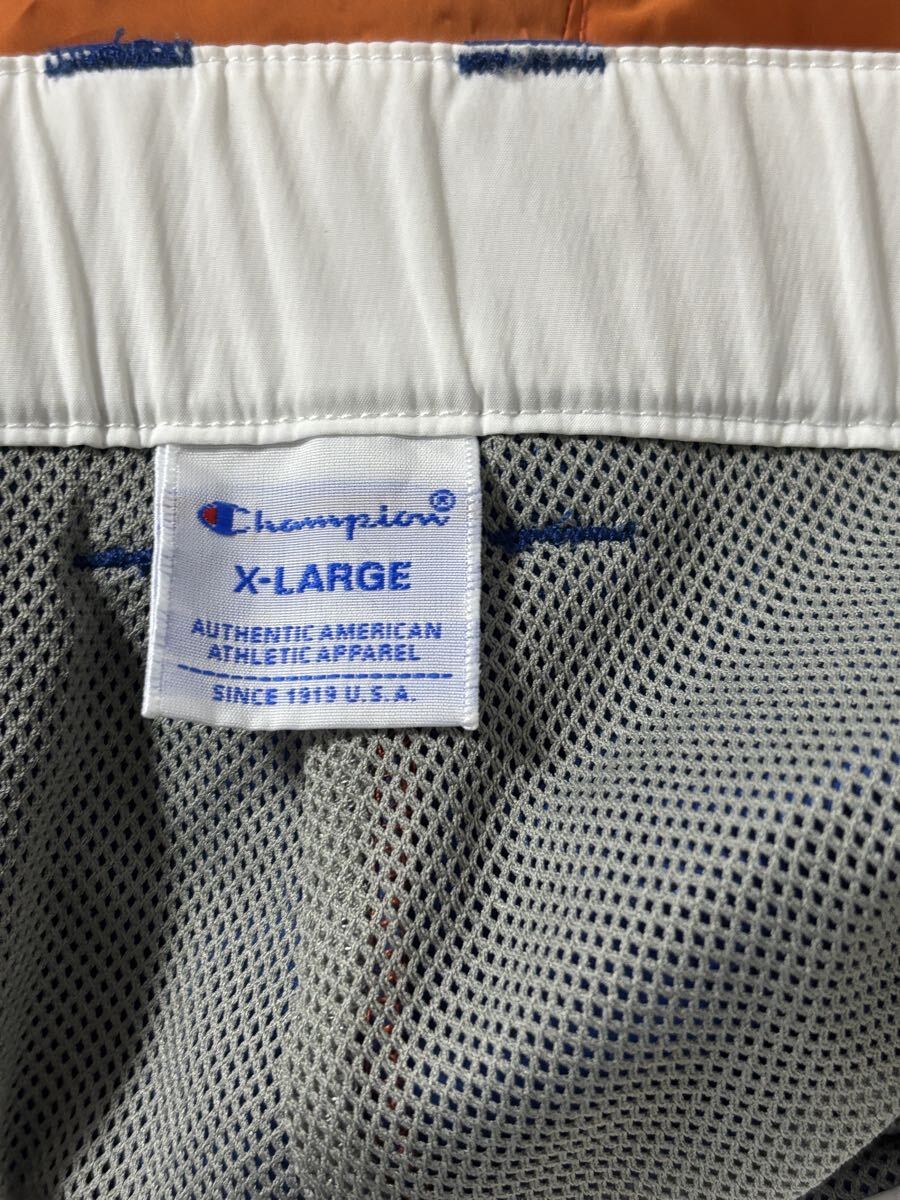 Champion®
X-LARGE
AUTHENTIC AMERICAN
ATHLETIC APPAREL
SINCE 1919 U.S.A.